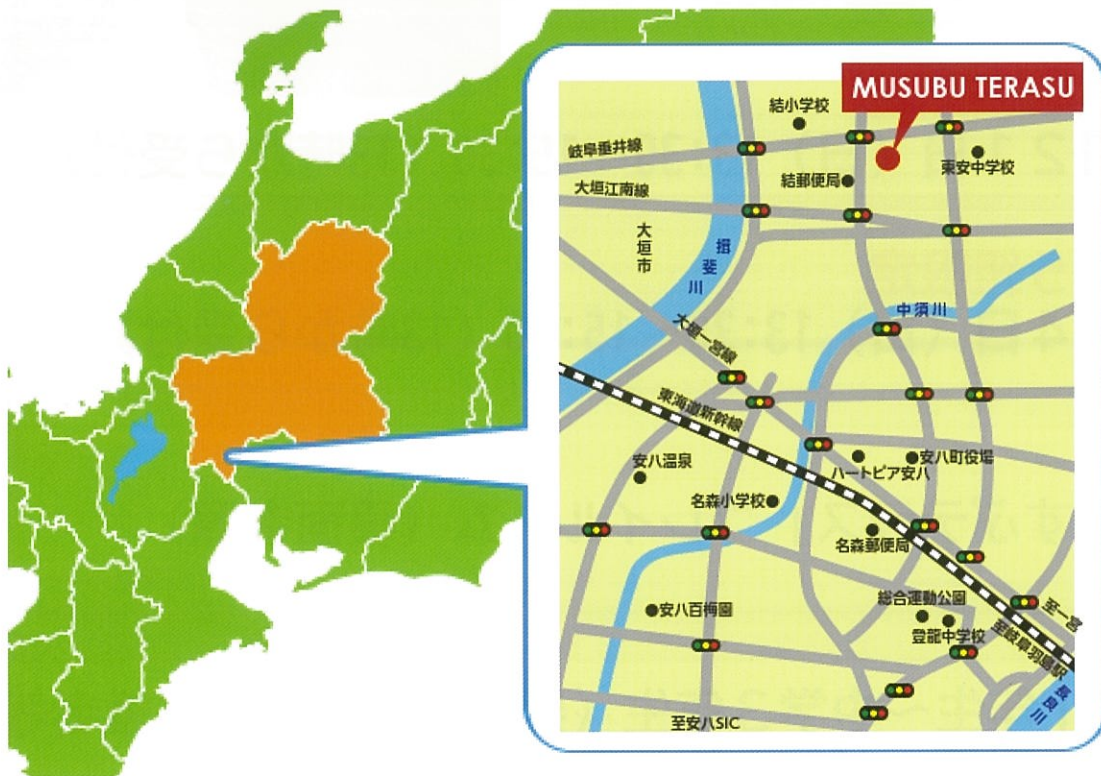 MUSUBU TERASU
結小学校
岐阜垂井線
東安中学校
結郵便局
大垣江南線
大垣市
揖斐川
中須川
大垣一宮線
東海道新幹線
安八温泉
ハートピア安八
安八町役場
名森小学校
名森郵便局
安八百梅園
総合運動公園
登龍中学校
至一宮
至岐阜羽島駅
長良川
至安八SIC